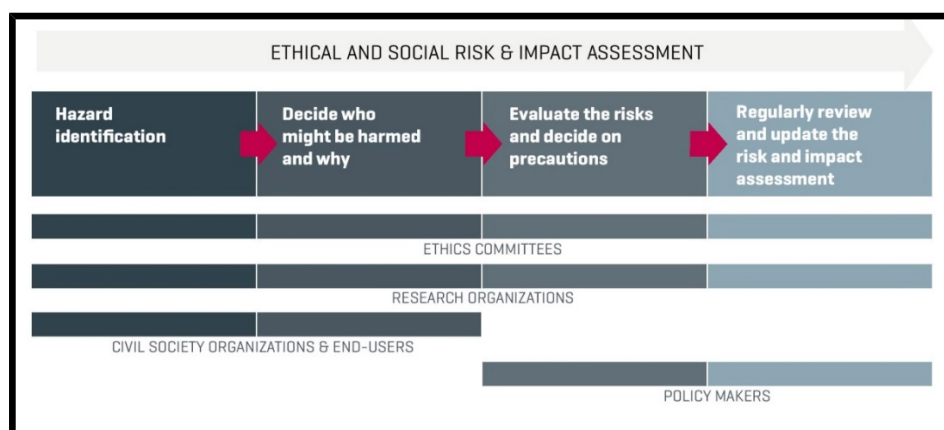 ETHICAL AND SOCIAL RISK & IMPACT ASSESSMENT
Hazard
identification
Decide who
might be harmed
and why
Evaluate the risks
and decide on
precautions
Regularly review
and update the
risk and impact
assessment
ETHICS COMMITTEES
RESEARCH ORGANIZATIONS
CIVIL SOCIETY ORGANIZATIONS & END-USERS
POLICY MAKERS